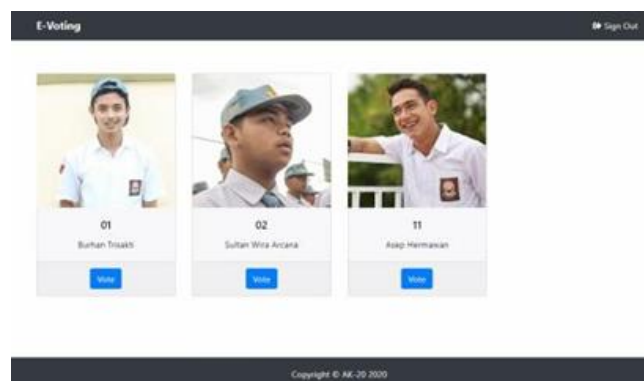 E-Voting
Sign Out
01
02
11
Burhan Trisakti
Sultan Wira Arcana
Asep Hermawan
Vote
Vote
Vote
Copyright © AK-20 2020